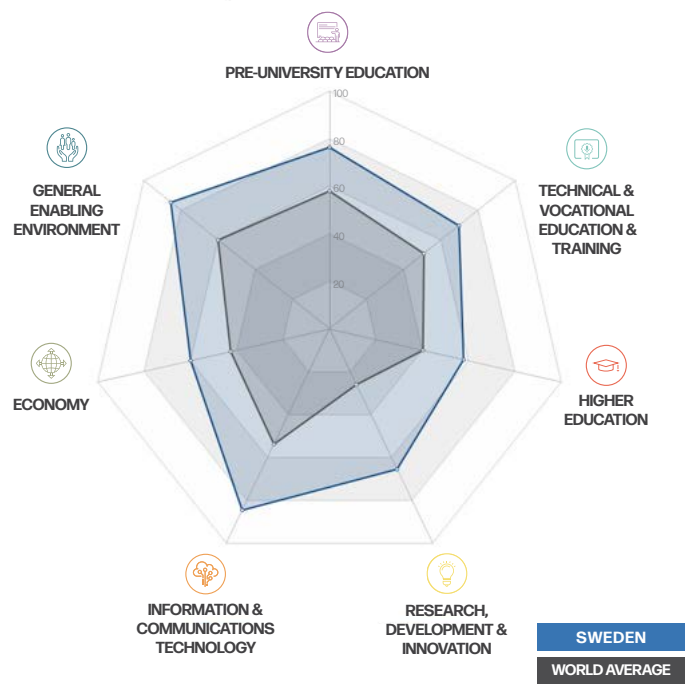 PRE-UNIVERSITY EDUCATION
100
80
60
40
20
GENERAL
ENABLING
ENVIRONMENT
TECHNICAL &
VOCATIONAL
EDUCATION &
TRAINING
ECONOMY
HIGHER
EDUCATION
INFORMATION &
COMMUNICATIONS
TECHNOLOGY
RESEARCH,
DEVELOPMENT &
INNOVATION
SWEDEN
WORLD AVERAGE